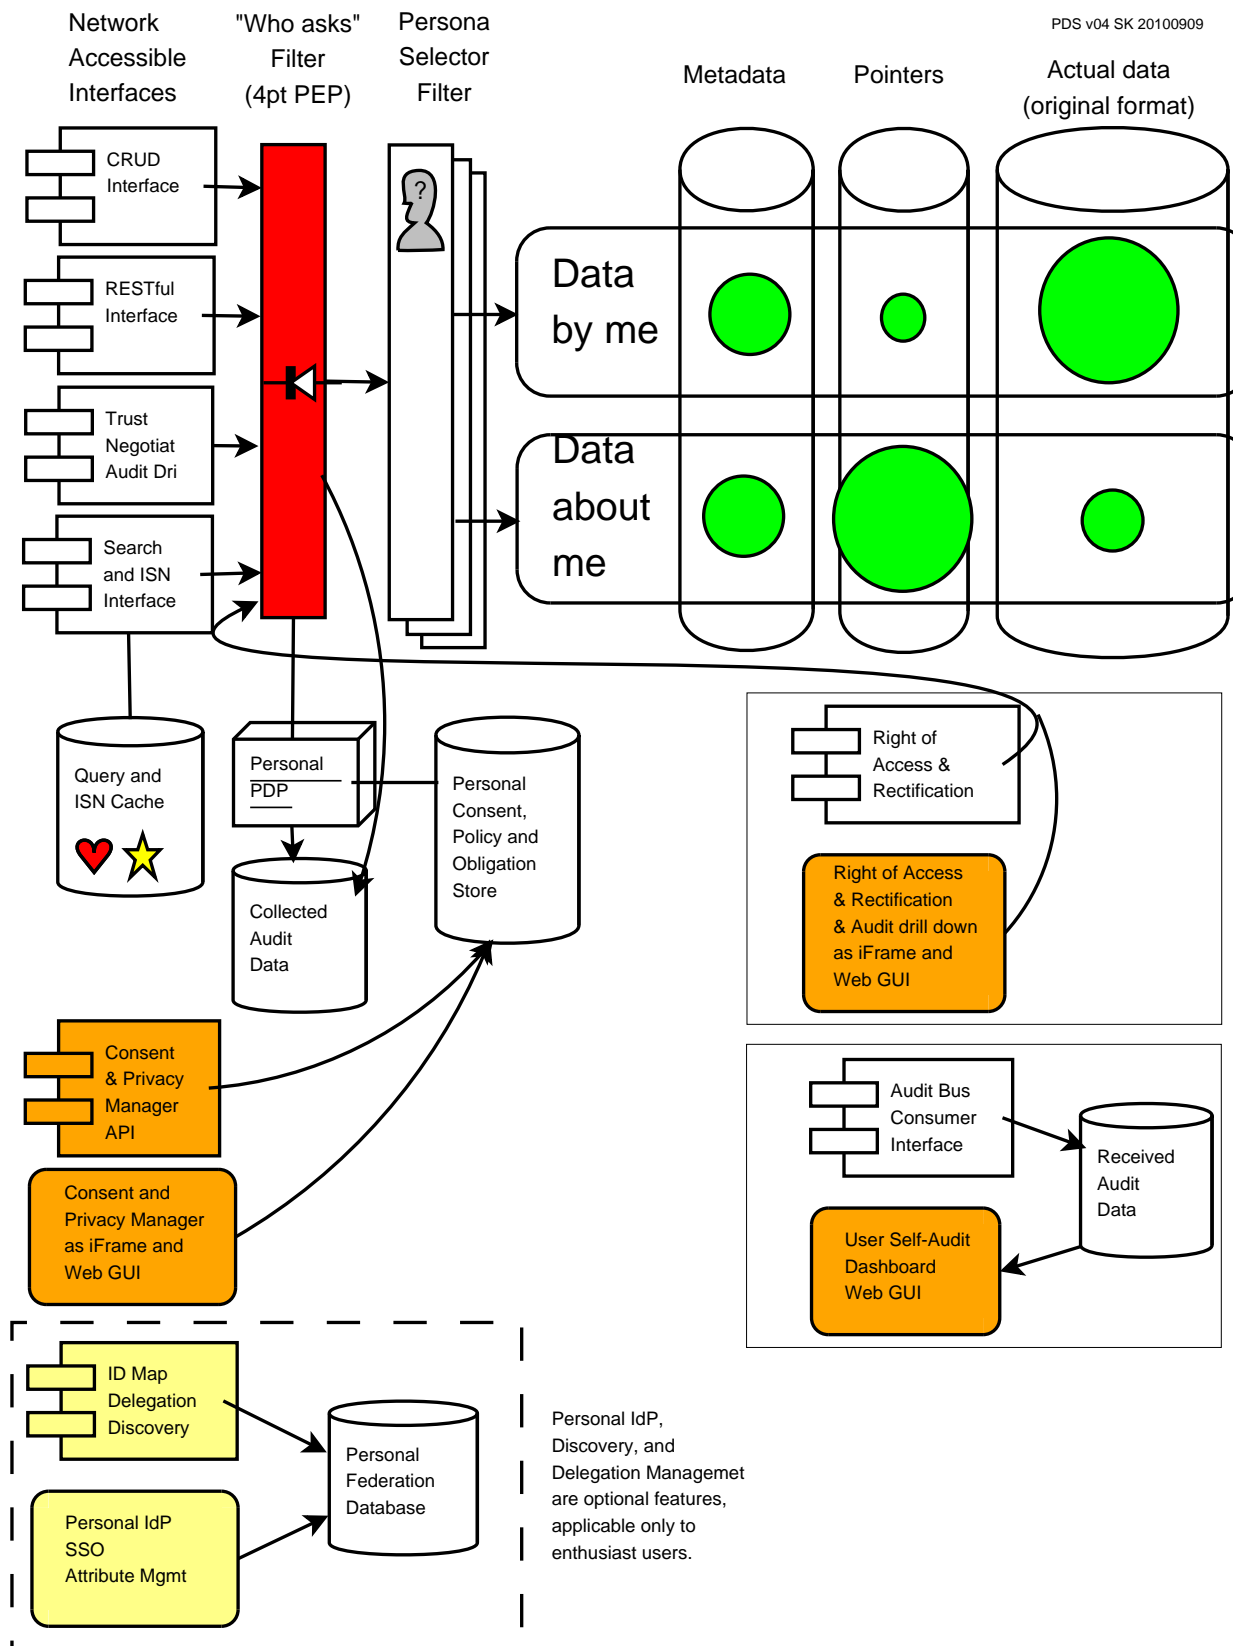 PDS v04 SK 20100909
Network
Accessible
Interfaces
"Who asks"
Filter
(4pt PEP)
Persona
Selector
Filter
Metadata
Pointers
Actual data
(original format)
CRUD
Interface
?
RESTful
Interface
Trust
Negotiat
Audit Dri
Search
and ISN
Interface
Data
by me
Data
about
me
Query and
ISN Cache
Personal
PDP
Personal
Consent,
Policy and
Obligation
Store
Collected
Audit
Data
Right of
Access &
Rectification
Right of Access
& Rectification
& Audit drill down
as iFrame and
Web GUI
Consent
& Privacy
Manager
API
Consent and
Privacy Manager
as iFrame and
Web GUI
Audit Bus
Consumer
Interface
Received
Audit
Data
User Self-Audit
Dashboard
Web GUI
ID Map
Delegation
Discovery
Personal
Federation
Database
Personal IdP
SSO
Attribute Mgmt
Personal IdP,
Discovery, and
Delegation Managemet
are optional features,
applicable only to
enthusiast users.